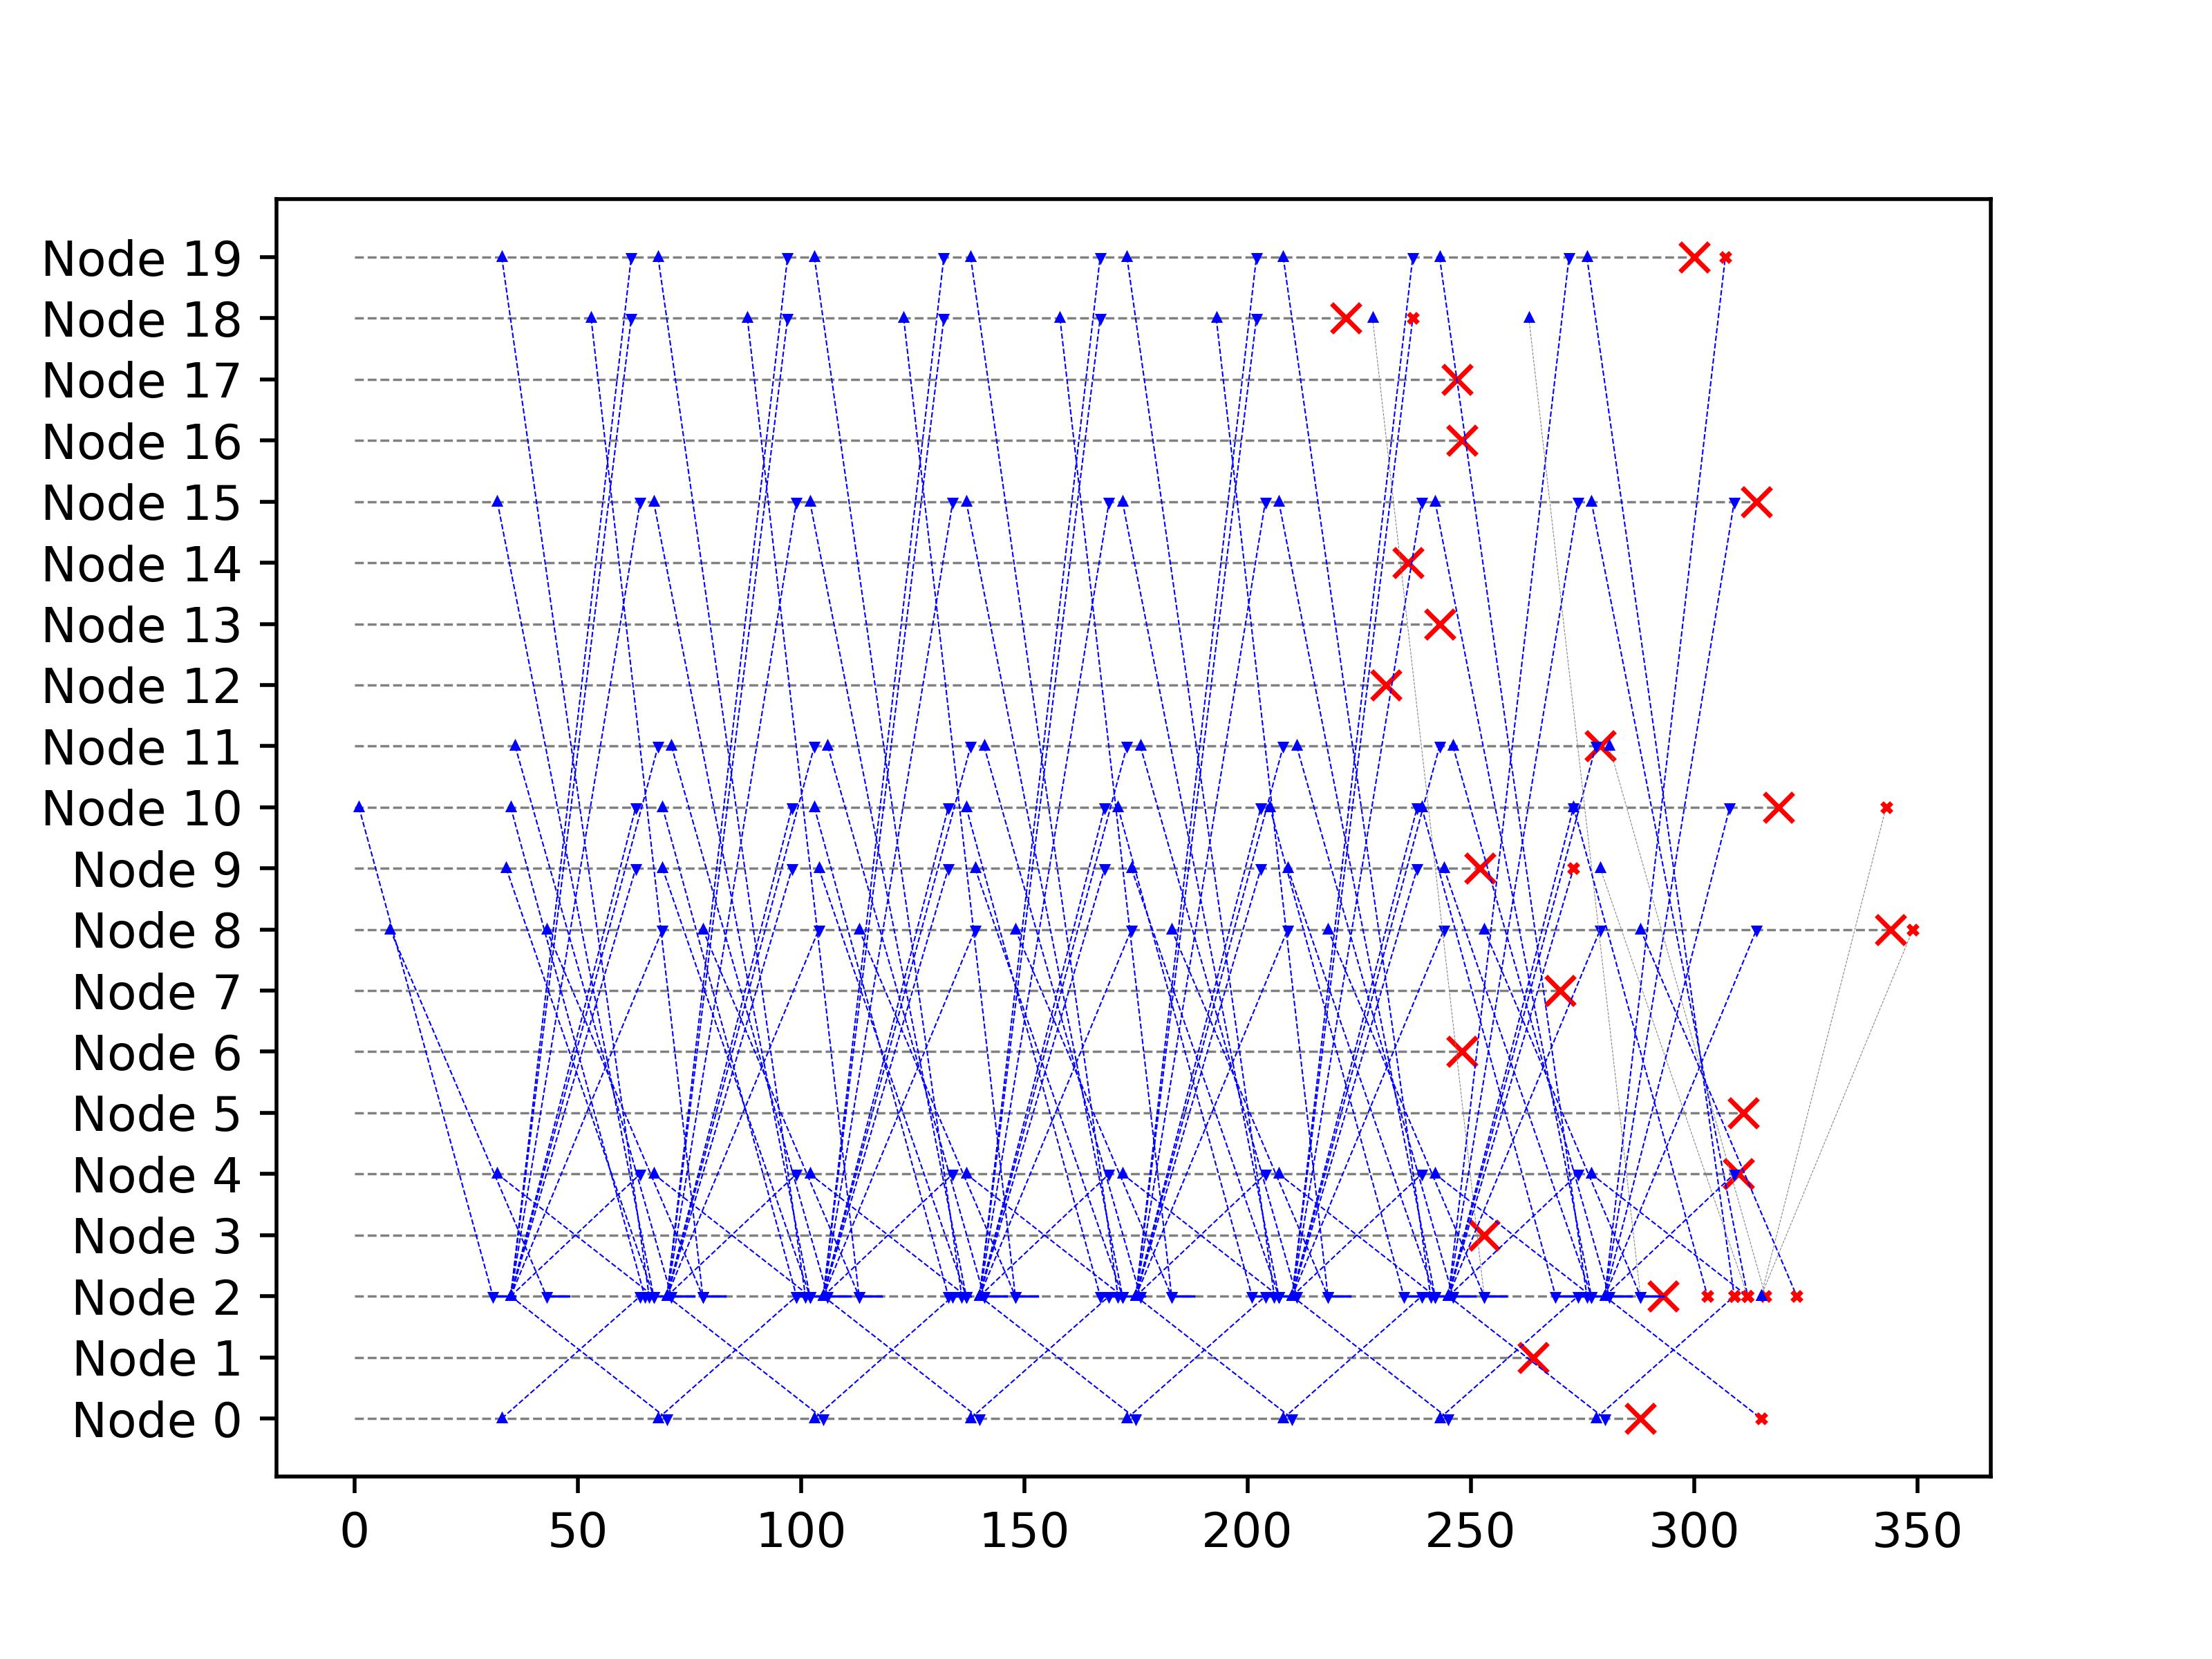 Node 19
Node 18
Node 17
Node 16
Node 15
Node 14
Node 13
Node 12
Node 11
Node 10
Node 9
Node 8
Node 7
Node 6
Node 5
Node 4
Node 3
Node 2
Node 1
Node 0
0 50 100 150 200 250 300 350